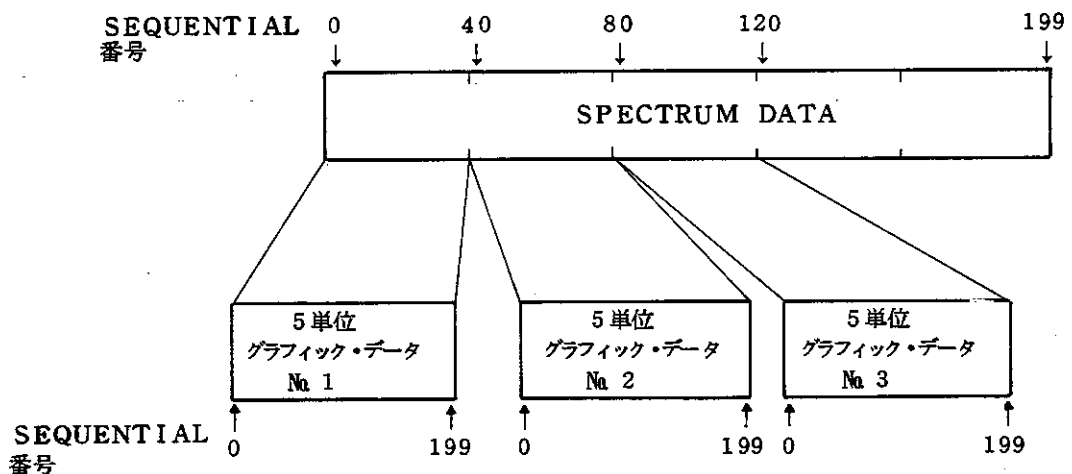 SEQUENTIAL 0 40 80 120 199
番号
SPECTRUM DATA
5単位 5単位 5単位
グラフィック・データ グラフィック・データ グラフィック・データ
№ 1 № 2 № 3
SEQUENTIAL 0 199 0 199 0 199
番号